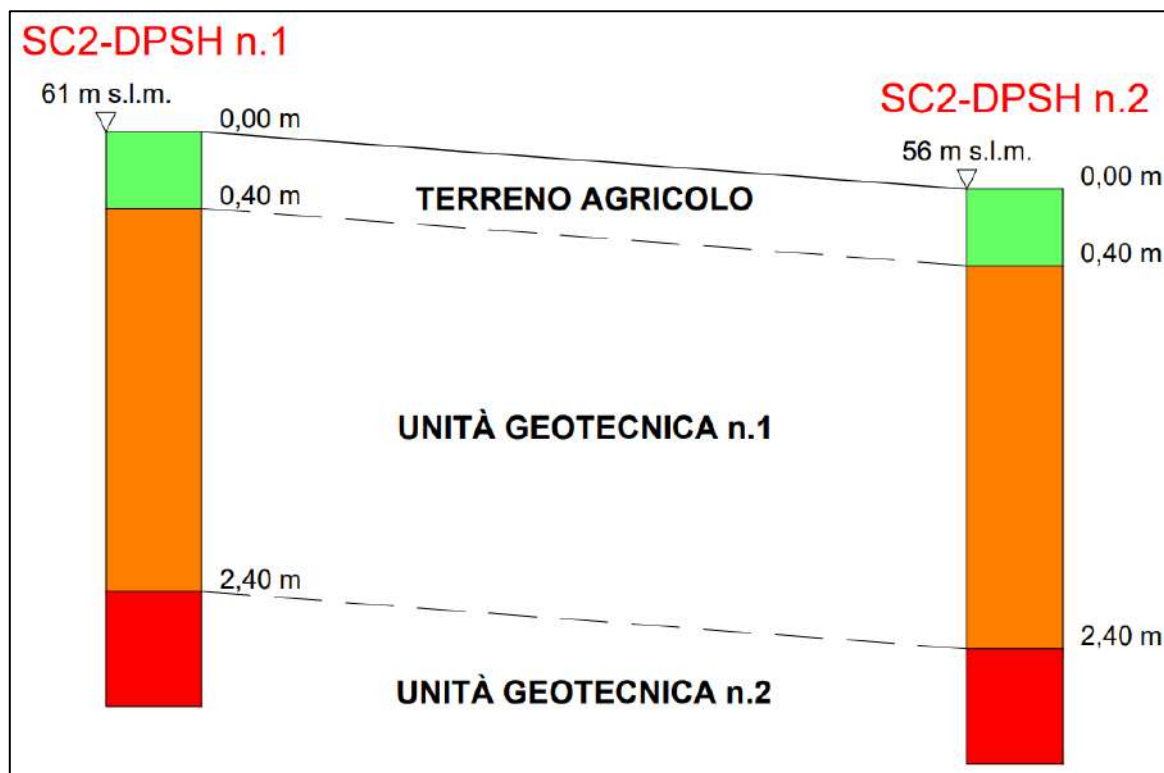 SC2-DPSH n.1
61 m s.l.m.
0,00 m
SC2-DPSH n.2
56 m s.l.m.
0,00 m
TERRENO AGRICOLO
0,40 m
0,40 m
UNITÀ GEOTECNICA n.1
2,40 m
2,40 m
UNITÀ GEOTECNICA n.2